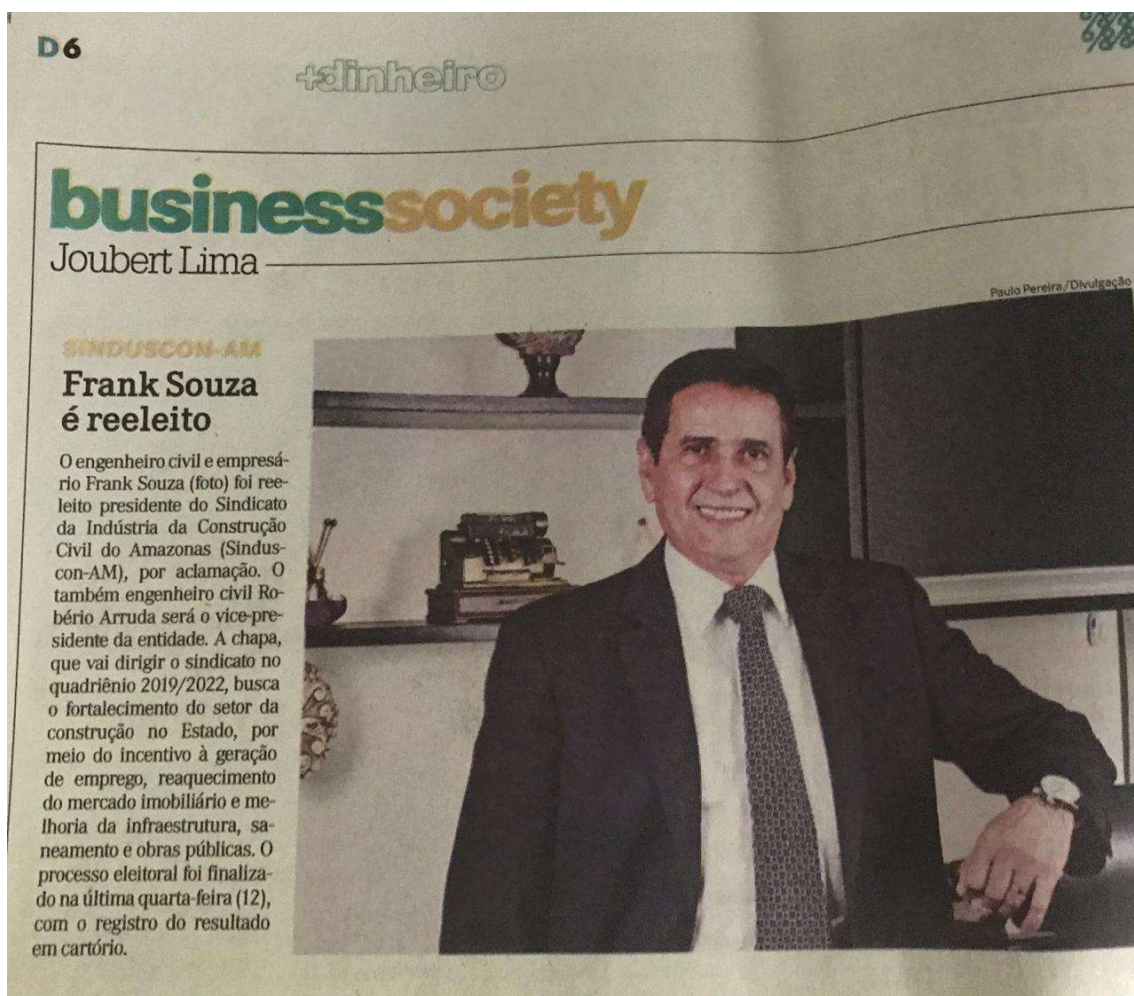 D6
+dinheiro
businesssociety
Joubert Lima
Paulo Pereira/Divulgação
SINDUSCON-AM
Frank Souza
é reeleito
O engenheiro civil e empresá-
rio Frank Souza (foto) foi ree-
leito presidente do Sindicato
da Indústria da Construção
Civil do Amazonas (Sindus-
con-AM), por aclamação. O
também engenheiro civil Ro-
bério Arruda será o vice-pre-
sidente da entidade. A chapa,
que vai dirigir o sindicato no
quadriênio 2019/2022, busca
o fortalecimento do setor da
construção no Estado, por
meio do incentivo à geração
de emprego, reaquecimento
do mercado imobiliário e me-
lhoria da infraestrutura, sa-
neamento e obras públicas. O
processo eleitoral foi finaliza-
do na última quarta-feira (12),
com o registro do resultado
em cartório.